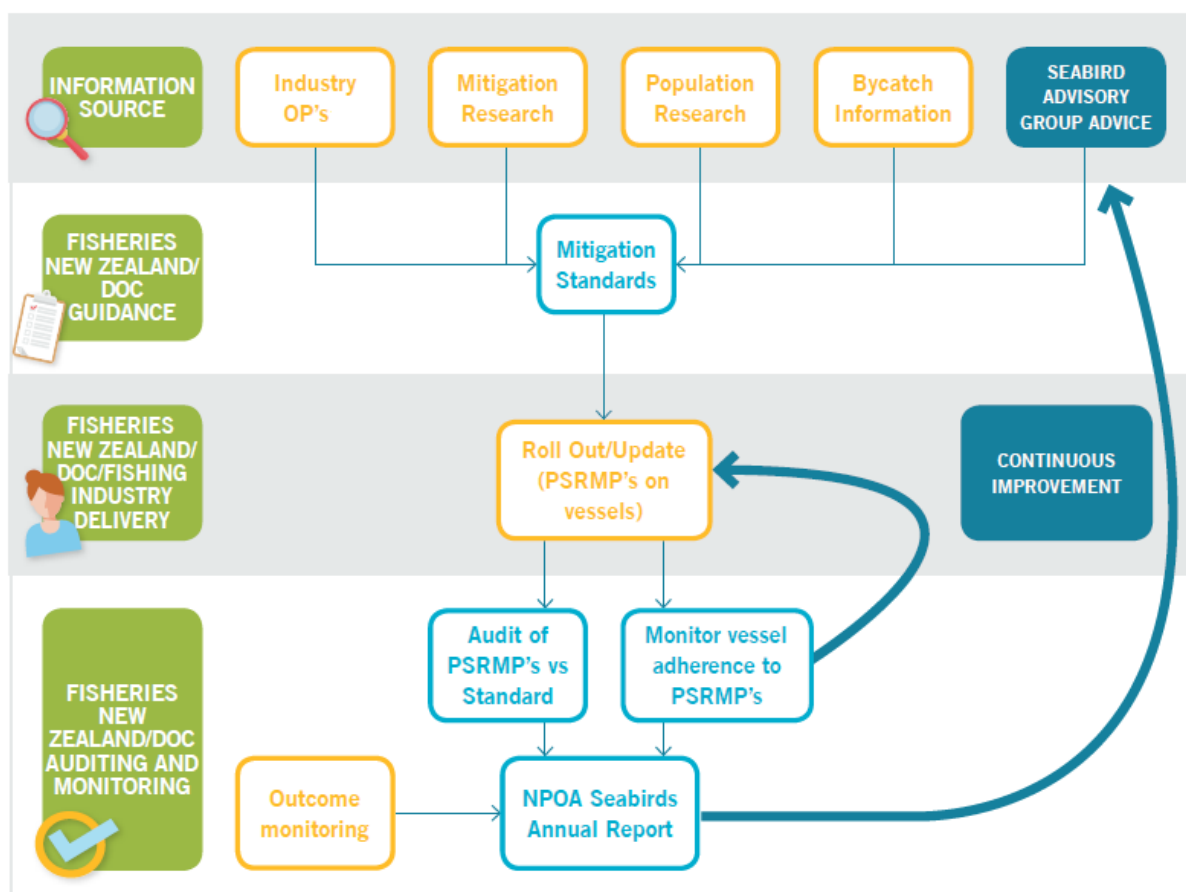 INFORMATION
SOURCE
Industry
OP's
Mitigation
Research
Population
Research
Bycatch
Information
SEABIRD
ADVISORY
GROUP ADVICE
FISHERIES
NEW ZEALAND/
DOC
GUIDANCE
Mitigation
Standards
FISHERIES
NEW ZEALAND/
DOC/FISHING
INDUSTRY
DELIVERY
Roll Out/Update
(PSRMP's on
vessels)
CONTINUOUS
IMPROVEMENT
FISHERIES
NEW
ZEALAND/DOC
AUDITING AND
MONITORING
Audit of
PSRMP's vs
Standard
Monitor vessel
adherence to
PSRMP's
Outcome
monitoring
NPOA Seabirds
Annual Report